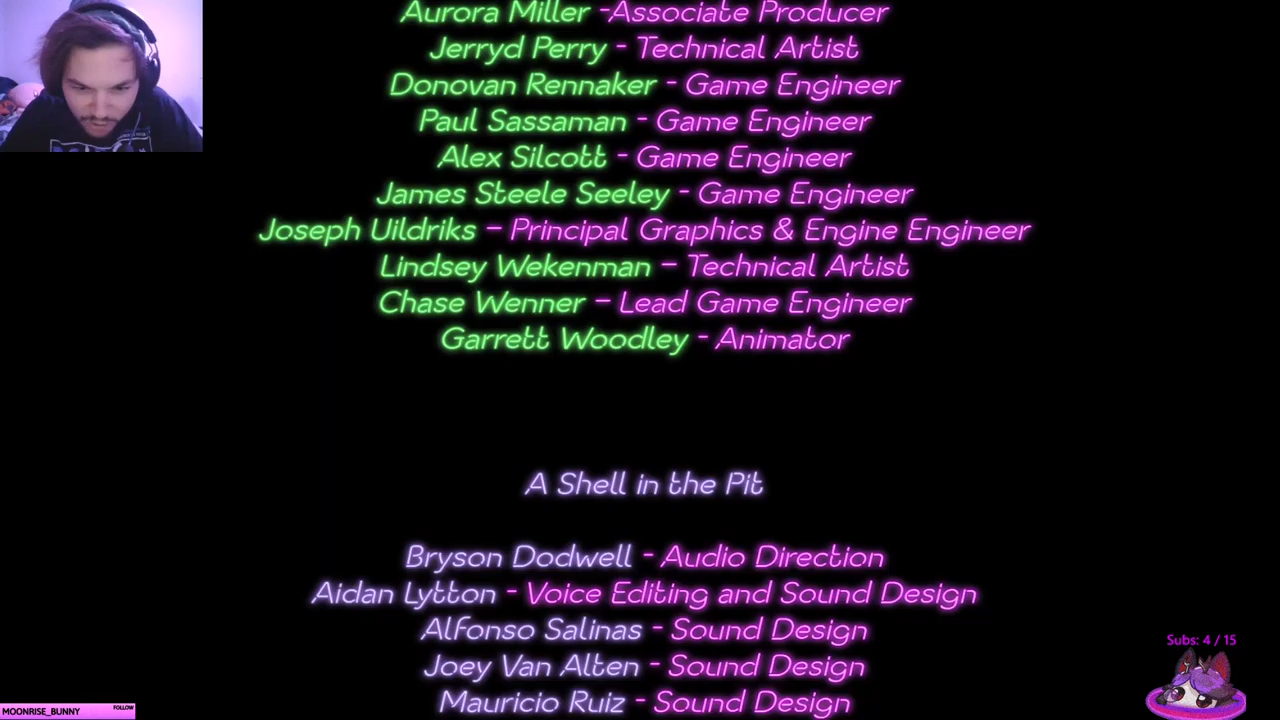 Aurora Miller -Associate Producer
Jerryd Perry - Technical Artist
Donovan Rennaker - Game Engineer
Paul Sassaman - Game Engineer
Alex Silcott - Game Engineer
James Steele Seeley - Game Engineer
Joseph Uildriks – Principal Graphics & Engine Engineer
Lindsey Wekenman – Technical Artist
Chase Wenner – Lead Game Engineer
Garrett Woodley - Animator
A Shell in the Pit
Bryson Dodwell - Audio Direction
Aidan Lytton - Voice Editing and Sound Design
Alfonso Salinas - Sound Design
Joey Van Alten - Sound Design
Mauricio Ruiz - Sound Design
Subs: 4 / 15
MOONRISE_BUNNY
FOLLOW